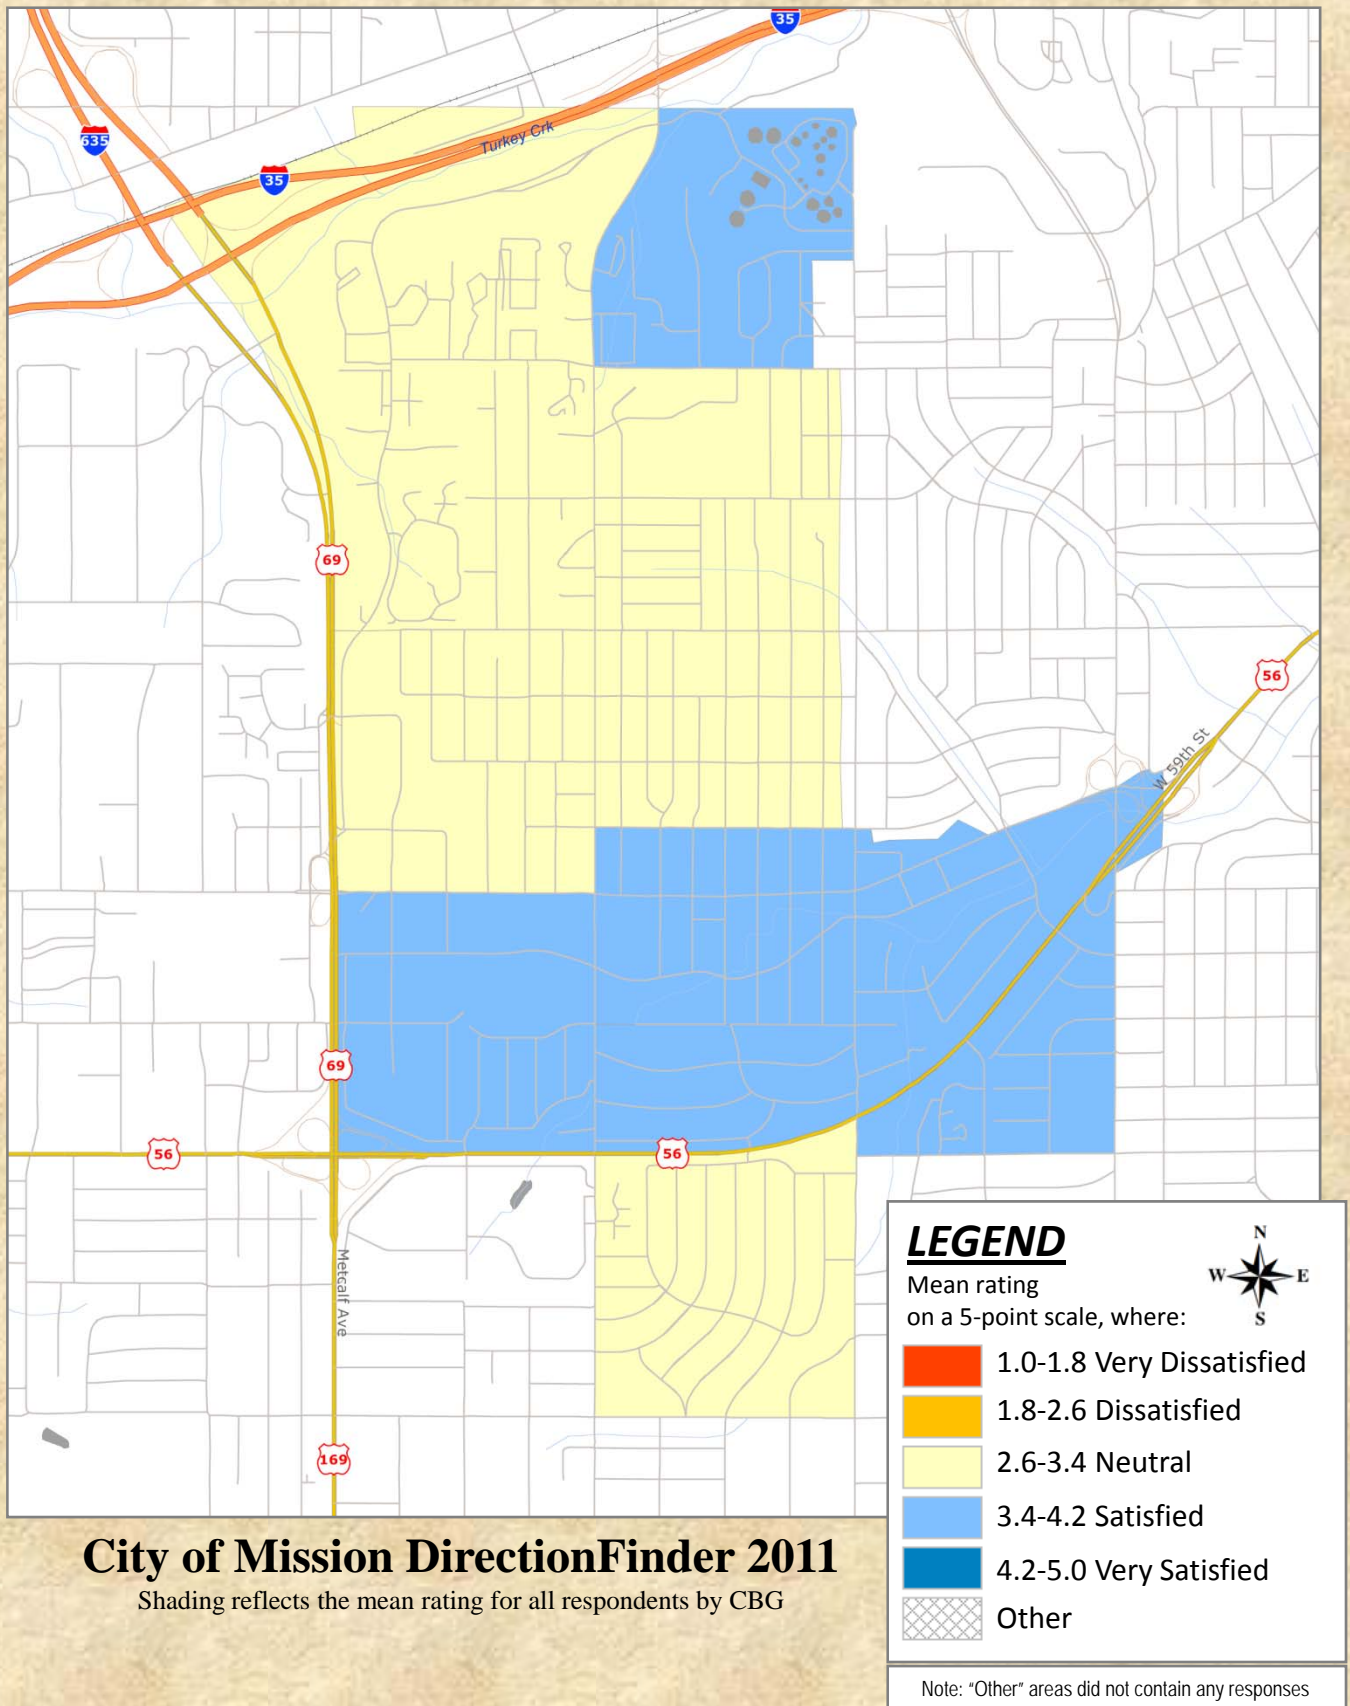 35
635
Turkey Crk
35
69
56
W 59th St
69
56
56
Metcalf Ave
169
LEGEND
N
W E
S
Mean rating
on a 5-point scale, where:
1.0-1.8 Very Dissatisfied
1.8-2.6 Dissatisfied
2.6-3.4 Neutral
3.4-4.2 Satisfied
4.2-5.0 Very Satisfied
Other
Note: "Other" areas did not contain any responses
City of Mission DirectionFinder 2011
Shading reflects the mean rating for all respondents by CBG